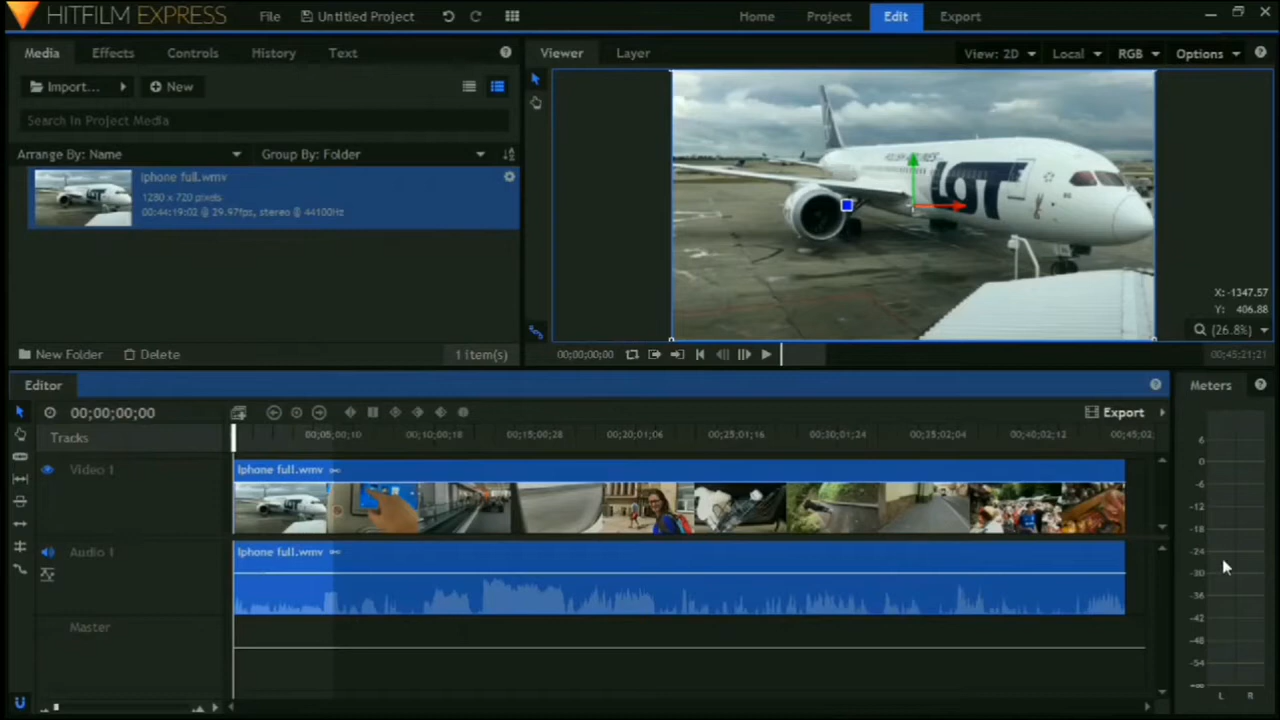 HITFILM EXPRESS File Untitled Project Home Project Edit Export
Media Effects Controls History Text
Viewer Layer View: 2D Local RGB Options
Import... New
Search in Project Media
Arrange By: Name Group By: Folder
Iphone full.wmv
1280 x 720 pixels
00:44:19:02 @ 29.97fps, stereo @ 44100Hz
LOT
X: -1347.57
Y: 406.88
(26.8%)
New Folder Delete 1 item(s)
00;00;00;00 00;45;21;21
Editor Meters
00;00;00;00 Export
Tracks 00;05;00;10 00;10;00;18 00;15;00;28 00;20;01;06 00;25;01;16 00;30;01;24 00;35;02;04 00;40;02;12 00;45;02;
Video 1 Iphone full.wmv
Audio 1 Iphone full.wmv
Master
6
0
-6
-12
-18
-24
-30
-36
-42
-48
-54
-∞
L R